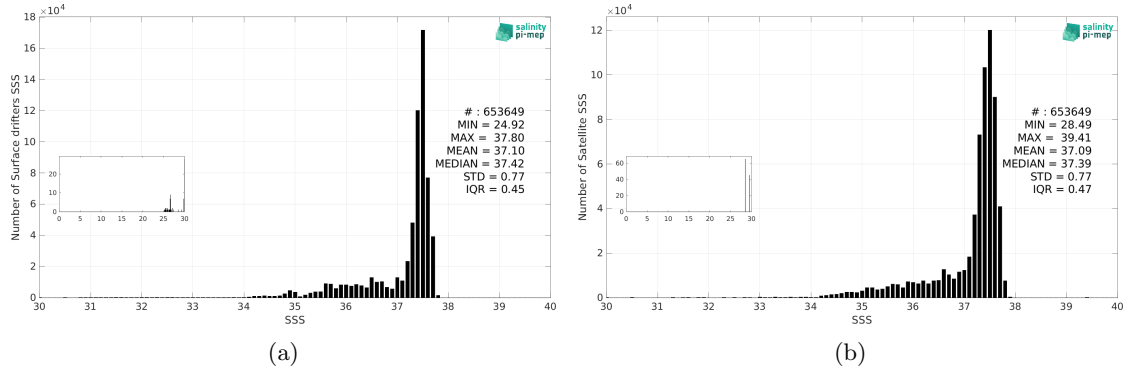 ×10⁴
18
16
14
12
10
8
6
4
2
0
Number of Surface drifters SSS
salinity
pi-mep
# : 653649
MIN = 24.92
MAX = 37.80
MEAN = 37.10
MEDIAN = 37.42
STD = 0.77
IQR = 0.45
20
10
0
0 5 10 15 20 25 30
30 31 32 33 34 35 36 37 38 39 40
SSS
(a)
×10⁴
12
10
8
6
4
2
0
Number of Satellite SSS
salinity
pi-mep
# : 653649
MIN = 28.49
MAX = 39.41
MEAN = 37.09
MEDIAN = 37.39
STD = 0.77
IQR = 0.47
60
40
20
0
0 5 10 15 20 25 30
30 31 32 33 34 35 36 37 38 39 40
SSS
(b)